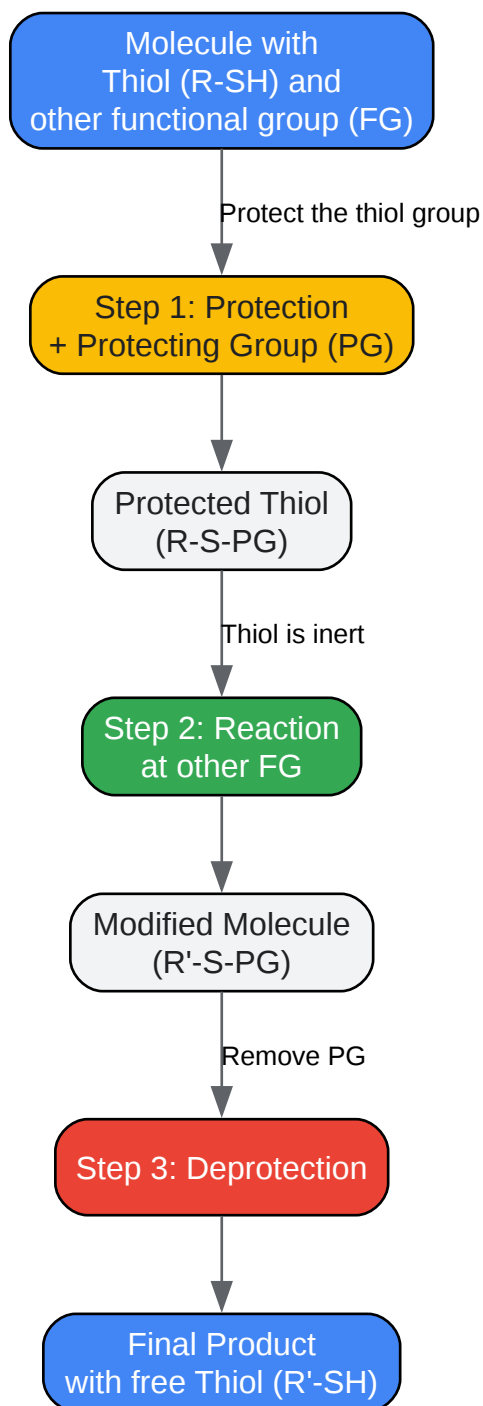 Molecule with
Thiol (R-SH) and
other functional group (FG)
Protect the thiol group
Step 1: Protection
+ Protecting Group (PG)
Protected Thiol
(R-S-PG)
Thiol is inert
Step 2: Reaction
at other FG
Modified Molecule
(R'-S-PG)
Remove PG
Step 3: Deprotection
Final Product
with free Thiol (R'-SH)